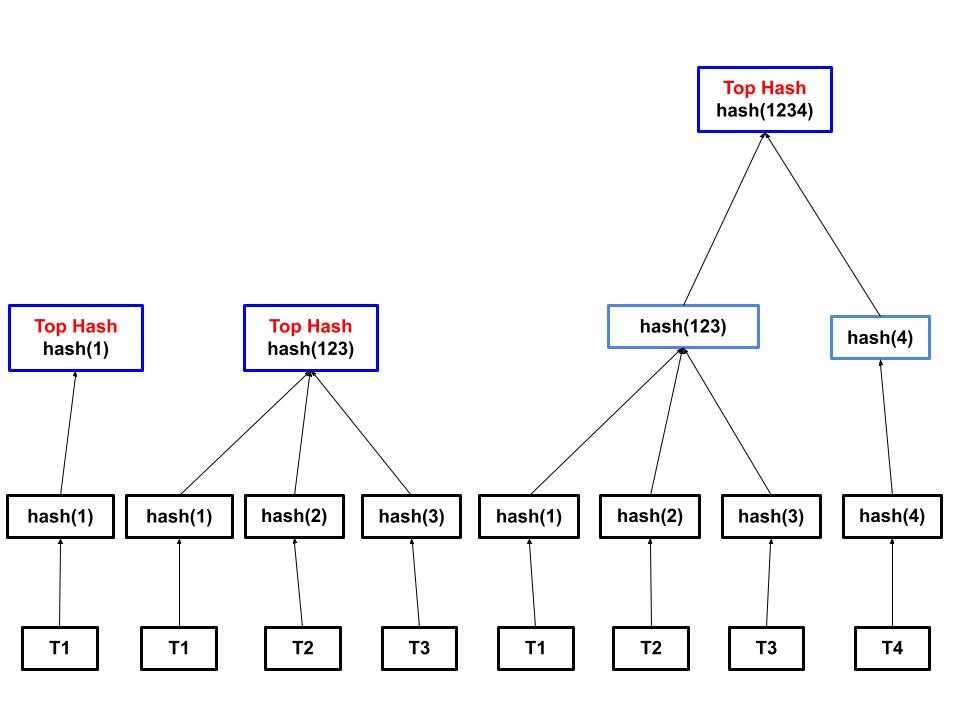 Top Hash
hash(1234)
Top Hash
hash(1)
Top Hash
hash(123)
hash(123)
hash(4)
hash(1)
hash(1)
hash(2)
hash(3)
hash(1)
hash(2)
hash(3)
hash(4)
T1
T1
T2
T3
T1
T2
T3
T4